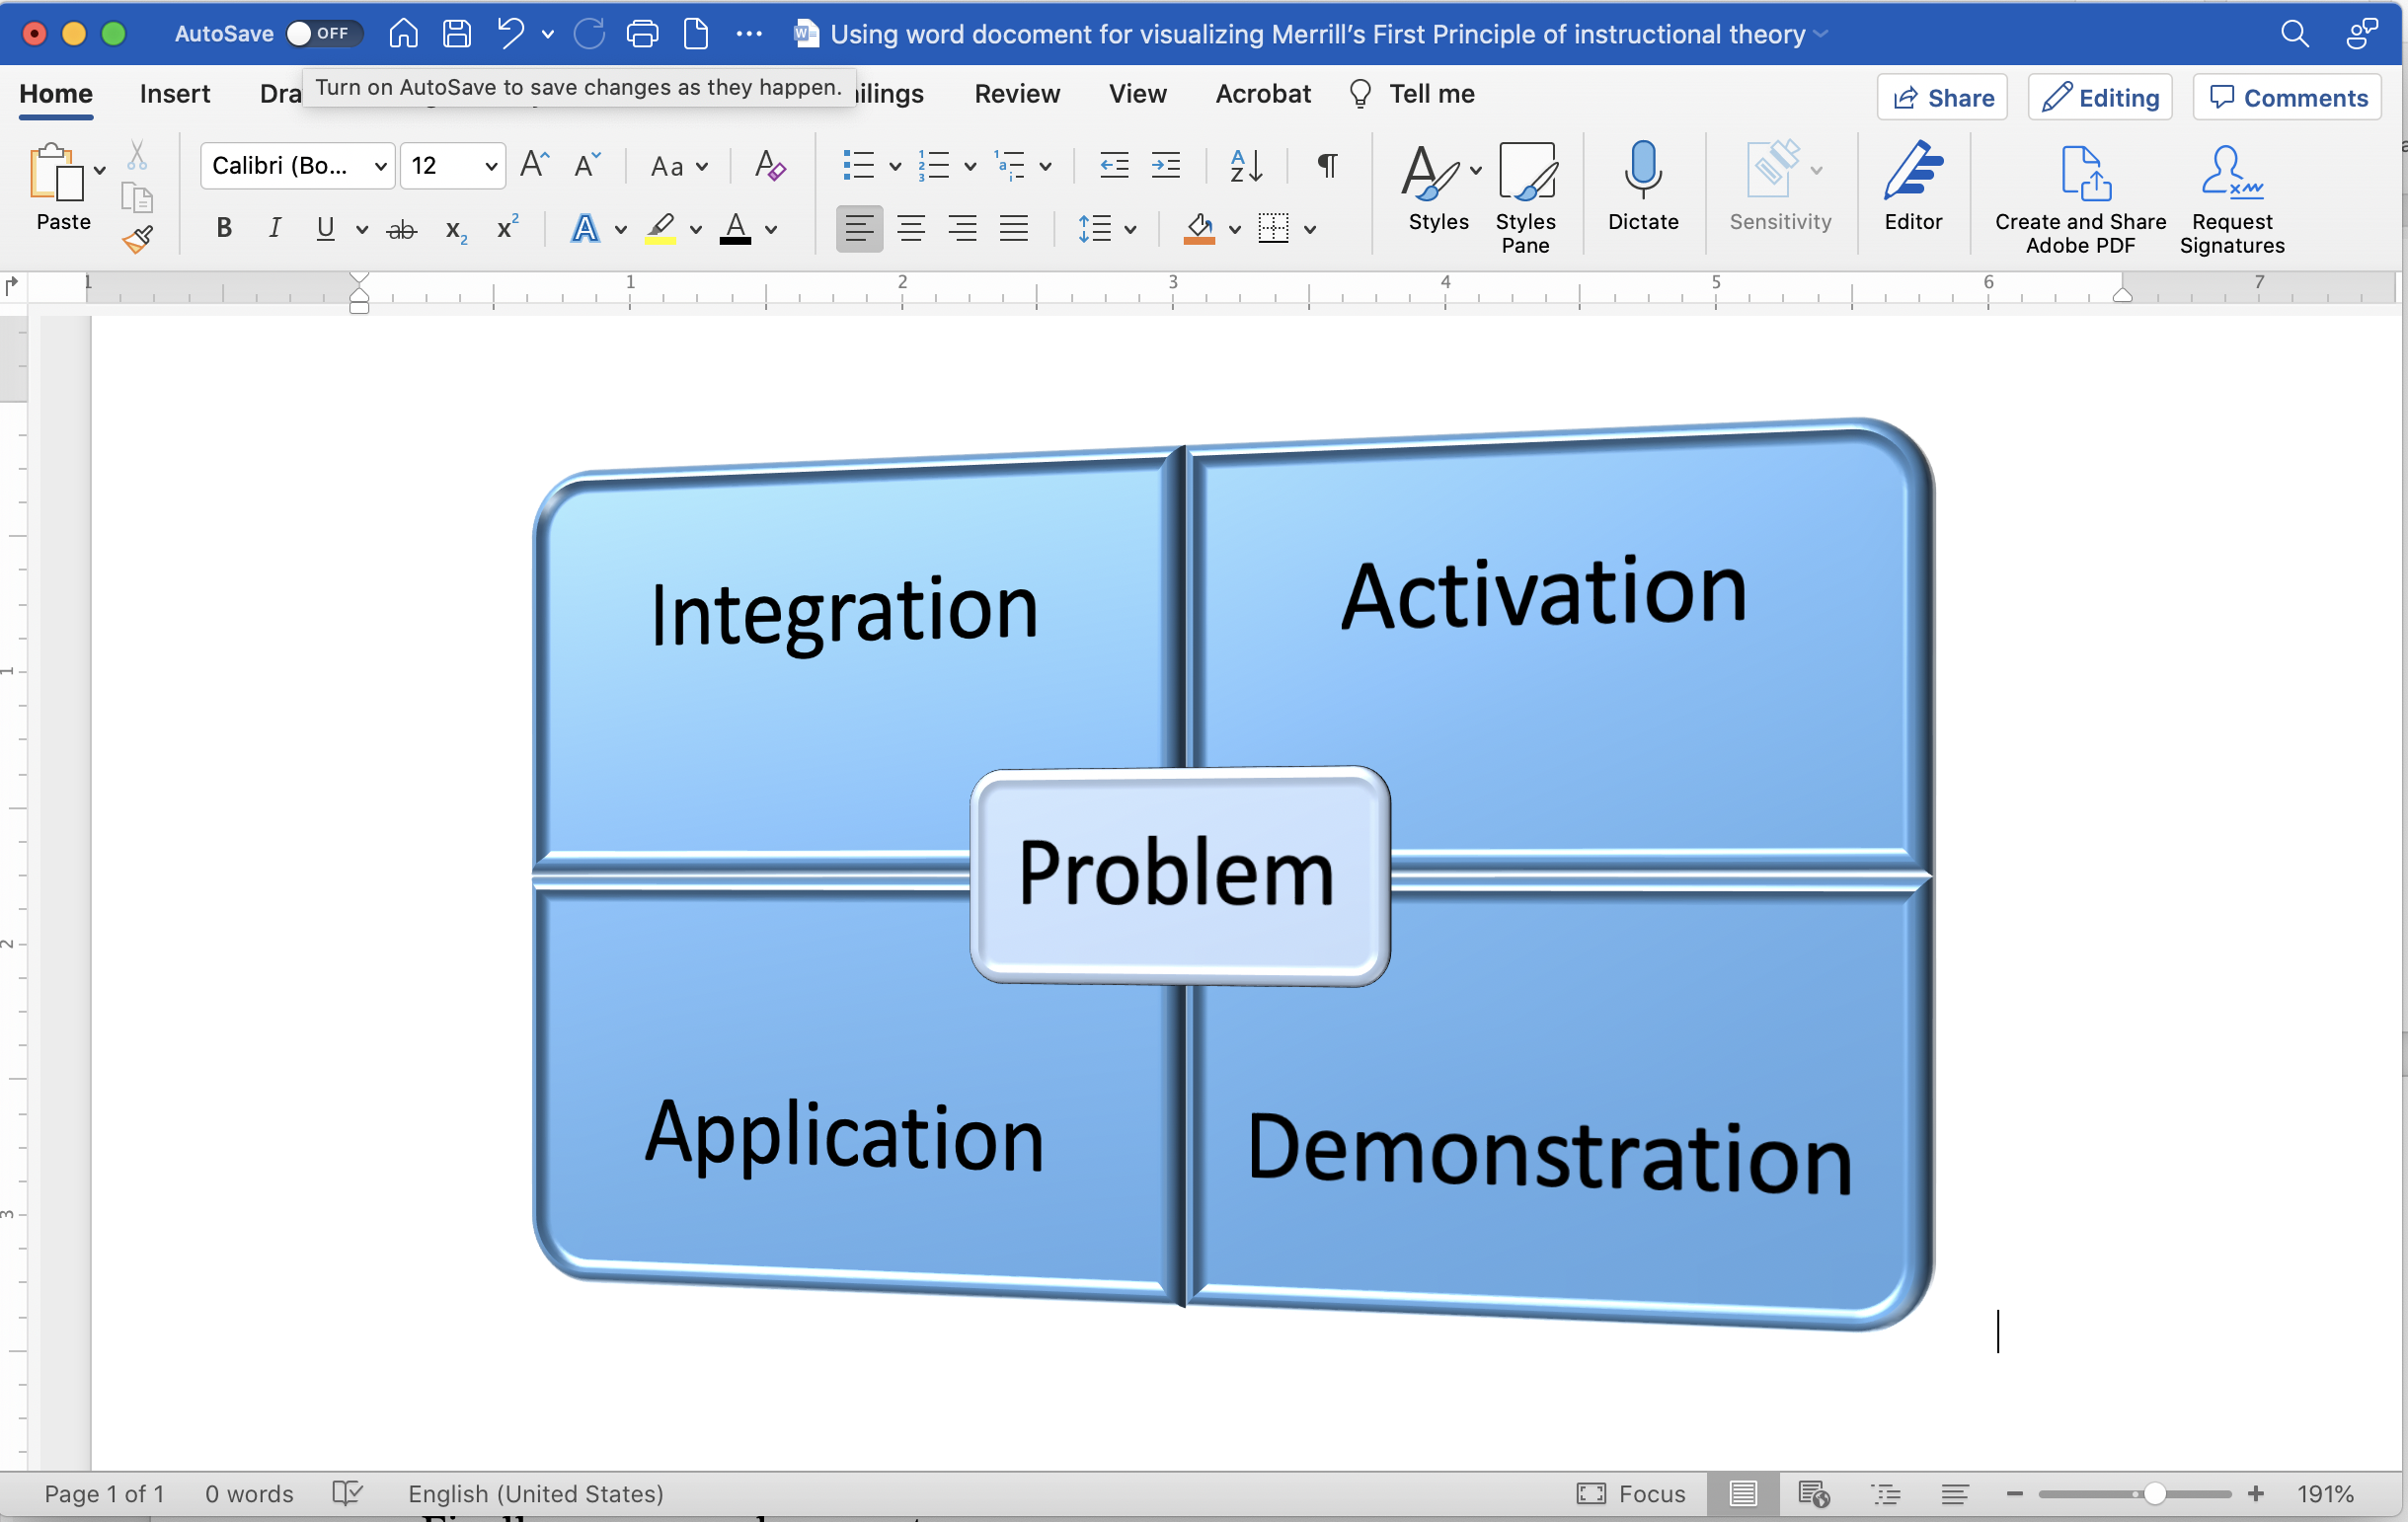 AutoSave OFF Using word docoment for visualizing Merrill's First Principle of instructional theory
Turn on AutoSave to save changes as they happen.
Home Insert Dra ilings Review View Acrobat Tell me Share Editing Comments
Paste Calibri (Bo... 12 Aa Styles Styles Pane Dictate Sensitivity Editor Create and Share Adobe PDF Request Signatures
B I U ab x2 x2 A A
1 1 2 3 4 5 6 7
Integration Activation
Problem
Application Demonstration
1
2
3
Page 1 of 1 0 words English (United States) Focus 191%